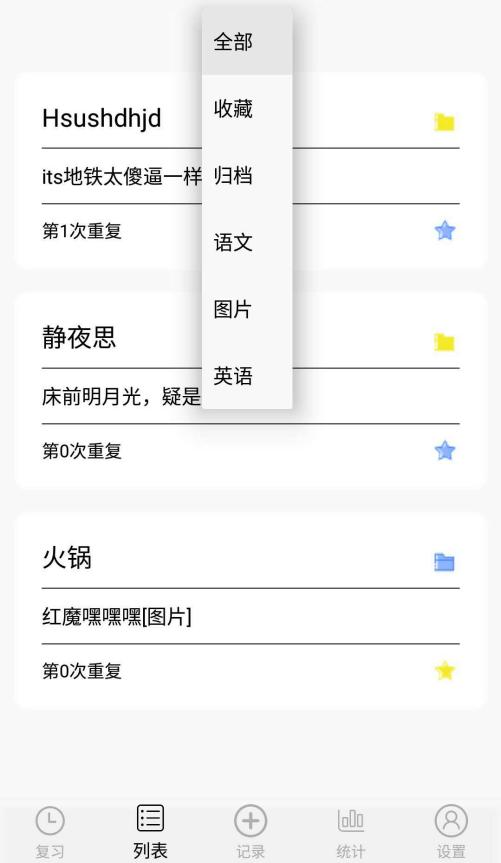 全部
收藏
归档
语文
图片
英语
Hsushdhjd
its地铁太傻逼一样
第1次重复
静夜思
床前明月光，疑是
第0次重复
火锅
红魔嘿嘿嘿[图片]
第0次重复
复习
列表
记录
统计
设置